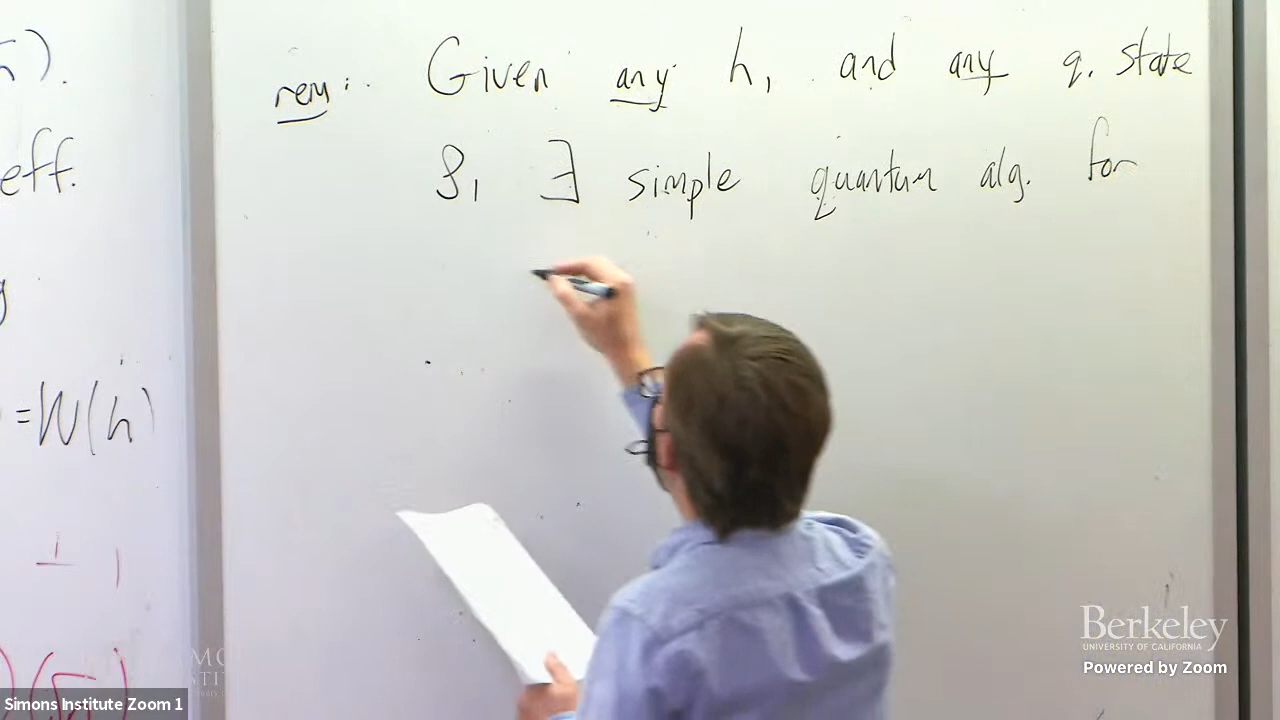 rem: Given any h, and any q. state
ρ, ∃ simple quantum alg. for
).
eff.
=W(h)
Berkeley
UNIVERSITY OF CALIFORNIA
Powered by Zoom
Simons Institute Zoom 1